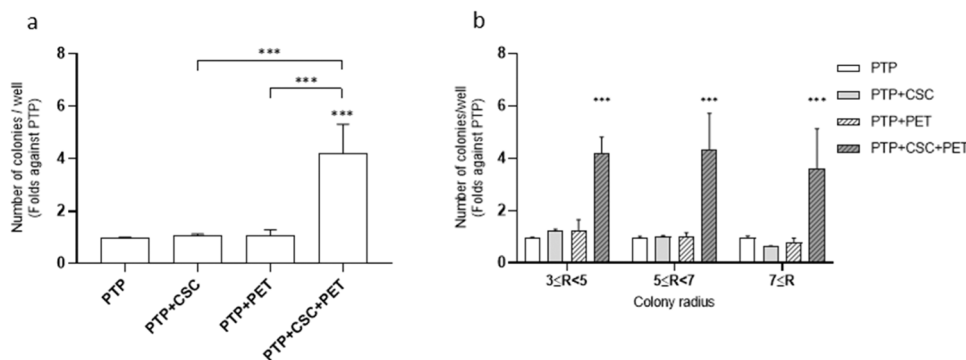 a
Number of colonies / well
(Folds against PTP)
8
6
4
2
0
***
***
***
PTP
PTP+CSC
PTP+PET
PTP+CSC+PET
b
Number of colonies/well
(Folds against PTP)
8
6
4
2
0
***
***
***
3≤R<5
5≤R<7
7≤R
Colony radius
PTP
PTP+CSC
PTP+PET
PTP+CSC+PET